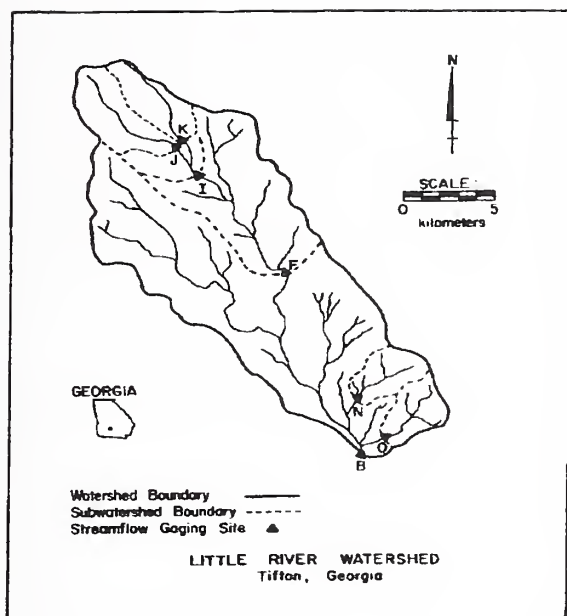 N
SCALE
0 5
kilometers
K
J
I
F
N
O
B
GEORGIA
Watershed Boundary
Subwatershed Boundary
Streamflow Gaging Site
LITTLE RIVER WATERSHED
Tifton, Georgia